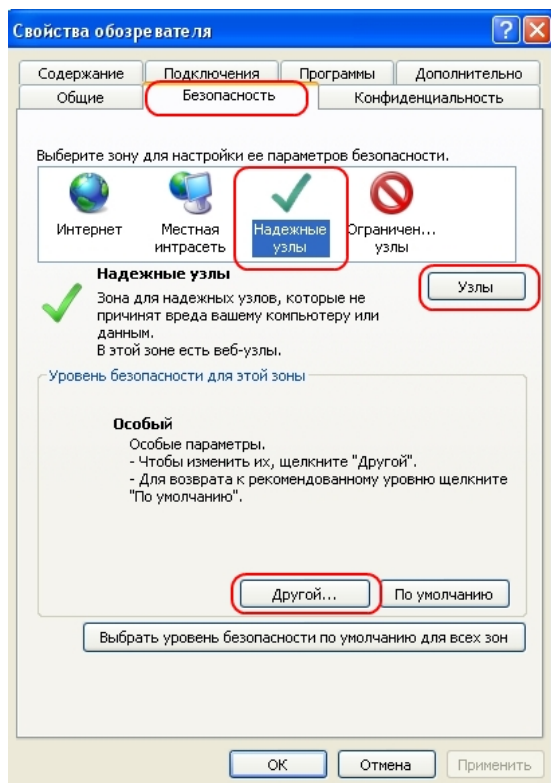 Свойства обозревателя
Содержание Подключения Программы Дополнительно
Общие Безопасность Конфиденциальность
Выберите зону для настройки ее параметров безопасности.
Интернет Местная Надежные Ограничен...
интрасеть узлы узлы
Надежные узлы
Узлы
Зона для надежных узлов, которые не
причинят вреда вашему компьютеру или
данным.
В этой зоне есть веб-узлы.
Уровень безопасности для этой зоны
Особый
Особые параметры.
- Чтобы изменить их, щелкните "Другой".
- Для возврата к рекомендованному уровню щелкните
"По умолчанию".
Другой... По умолчанию
Выбрать уровень безопасности по умолчанию для всех зон
ОК Отмена Применить